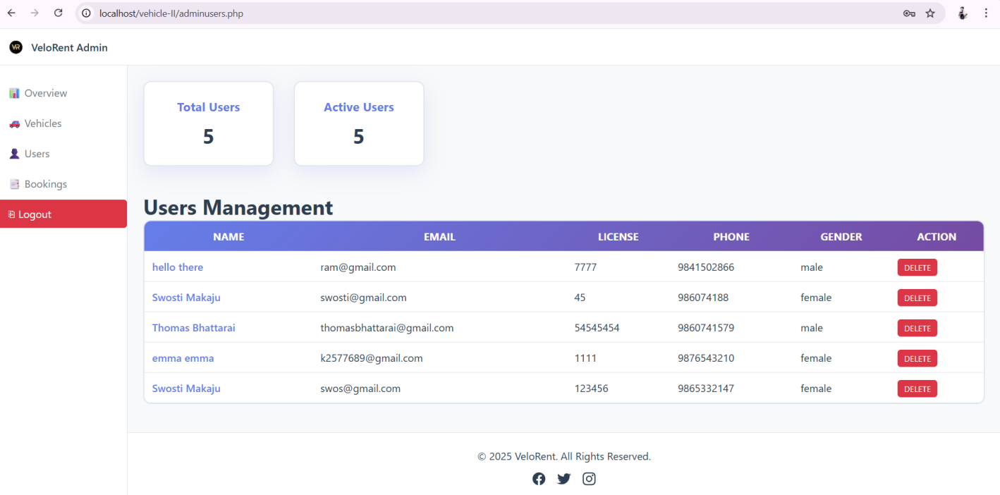 localhost/vehicle-II/adminusers.php
VR VeloRent Admin
Overview
Vehicles
Users
Bookings
Logout
Total Users
5
Active Users
5
Users Management
NAME EMAIL LICENSE PHONE GENDER ACTION
hello there ram@gmail.com 7777 9841502866 male DELETE
Swosti Makaju swosti@gmail.com 45 986074188 female DELETE
Thomas Bhattarai thomasbhattarai@gmail.com 54545454 9860741579 male DELETE
emma emma k2577689@gmail.com 1111 9876543210 female DELETE
Swosti Makaju swos@gmail.com 123456 9865332147 female DELETE
© 2025 VeloRent. All Rights Reserved.